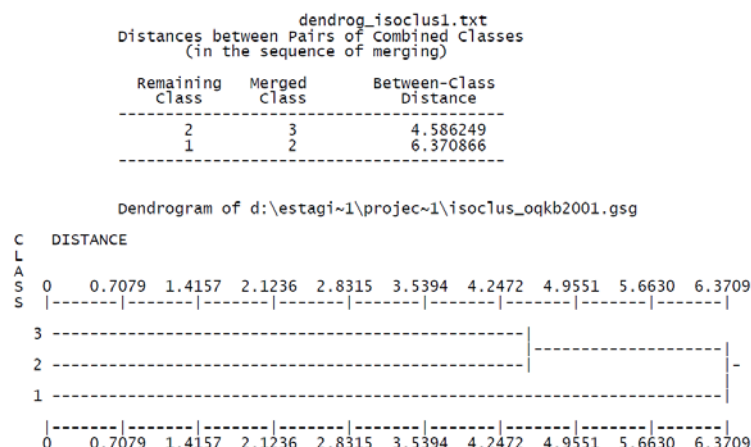 dendrog_isoclus1.txt
Distances between Pairs of Combined Classes
(in the sequence of merging)
Remaining Merged Between-Class
Class Class Distance
---------------------------------------
2 3 4.586249
1 2 6.370866
---------------------------------------
Dendrogram of d:\estagi~1\projec~1\isoclus_oqkb2001.gsg
C DISTANCE
L
A
S 0 0.7079 1.4157 2.1236 2.8315 3.5394 4.2472 4.9551 5.6630 6.3709
S |-------|-------|-------|-------|-------|-------|-------|-------|-------|
3 --------------------------------------------------|
|--------------------|
2 --------------------------------------------------| |-
|
1 -----------------------------------------------------------------------|
|-------|-------|-------|-------|-------|-------|-------|-------|-------|
0 0.7079 1.4157 2.1236 2.8315 3.5394 4.2472 4.9551 5.6630 6.3709